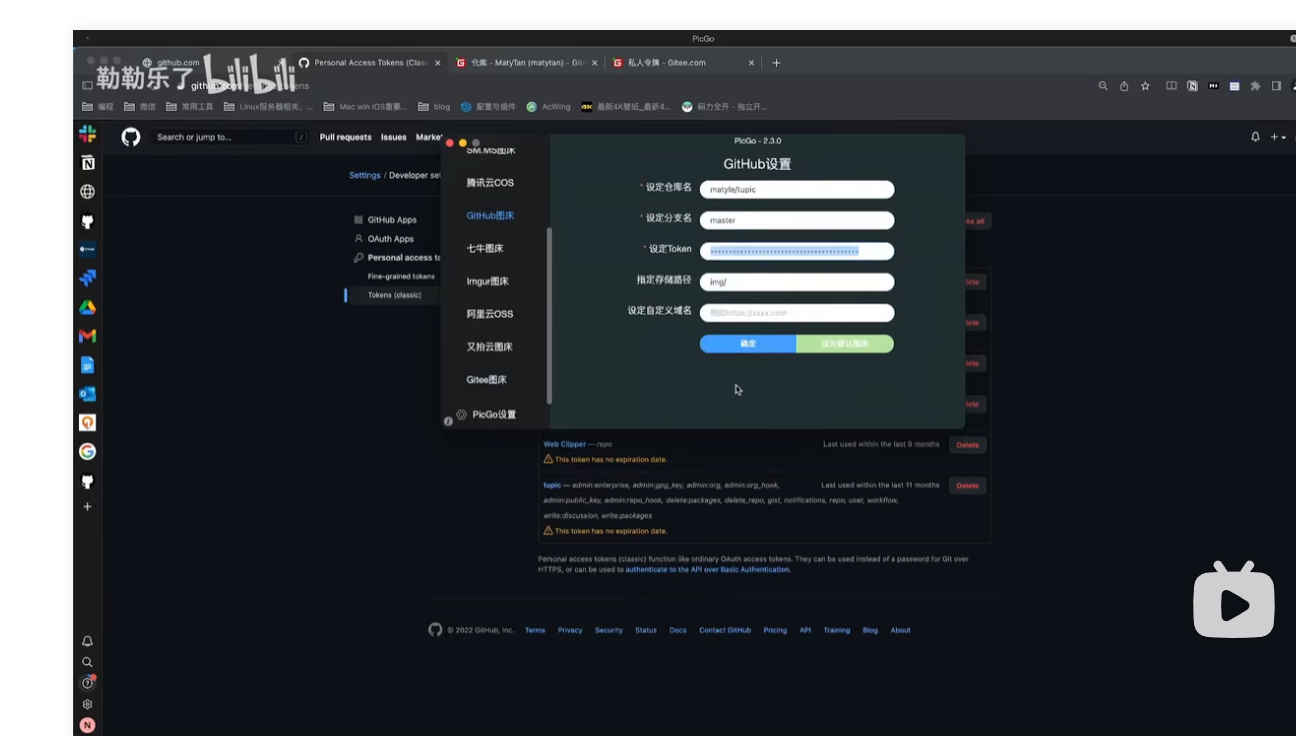 PicGo
github.com
Personal Access Tokens (Clas
仓库 - MatyTan (matytan) - Git
私人令牌 - Gitee.com
勒勒乐了 bilibili
编程
微信
常用工具
Linux服务器相关, ...
Mac win iOS重要...
blog
配置与组件
AcWing
最新4K壁纸_最新4...
码力全开 - 独立开...
Search or jump to...
/
Pull requests
Issues
Market
PicGo - 2.3.0
GitHub设置
SM.MS图床
腾讯云COS
GitHub图床
七牛图床
Imgur图床
阿里云OSS
又拍云图床
Gitee图床
PicGo设置
* 设定仓库名 matyle/tupic
* 设定分支名 master
* 设定Token
指定存储路径 img/
设定自定义域名 例如https://xxxx.com
确定 设为默认图床
Settings / Developer set
GitHub Apps
OAuth Apps
Personal access to
Fine-grained tokens
Tokens (classic)
Web Clipper — repo Last used within the last 9 months Delete
This token has no expiration date.
tupic — admin:enterprise, admin:gpg_key, admin:org, admin:org_hook, Last used within the last 11 months Delete
admin:public_key, admin:repo_hook, delete:packages, delete_repo, gist, notifications, repo, user, workflow,
write:discussion, write:packages
This token has no expiration date.
Personal access tokens (classic) function like ordinary OAuth access tokens. They can be used instead of a password for Git over
HTTPS, or can be used to authenticate to the API over Basic Authentication.
© 2022 GitHub, Inc. Terms Privacy Security Status Docs Contact GitHub Pricing API Training Blog About
N